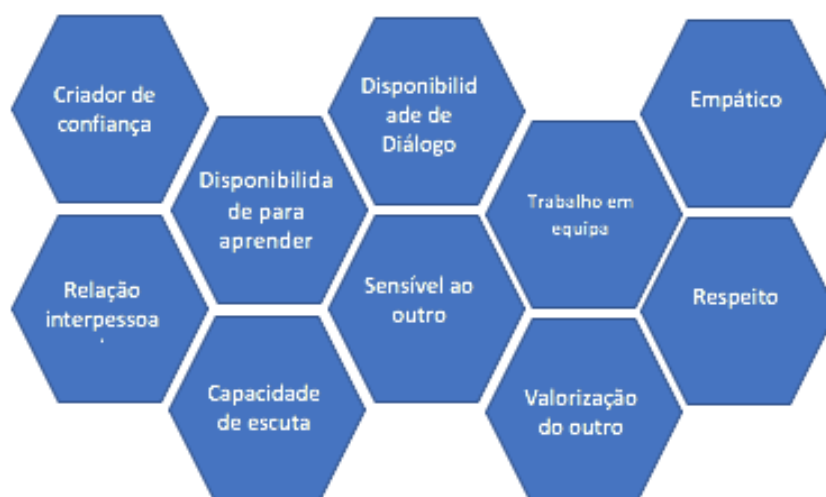 Criador de
confiança
Disponibilid
ade de
Diálogo
Empático
Disponibilida
de para
aprender
Trabalho em
equipa
Relação
interpessoa
Sensível ao
outro
Respeito
Capacidade
de escuta
Valorização
do outro